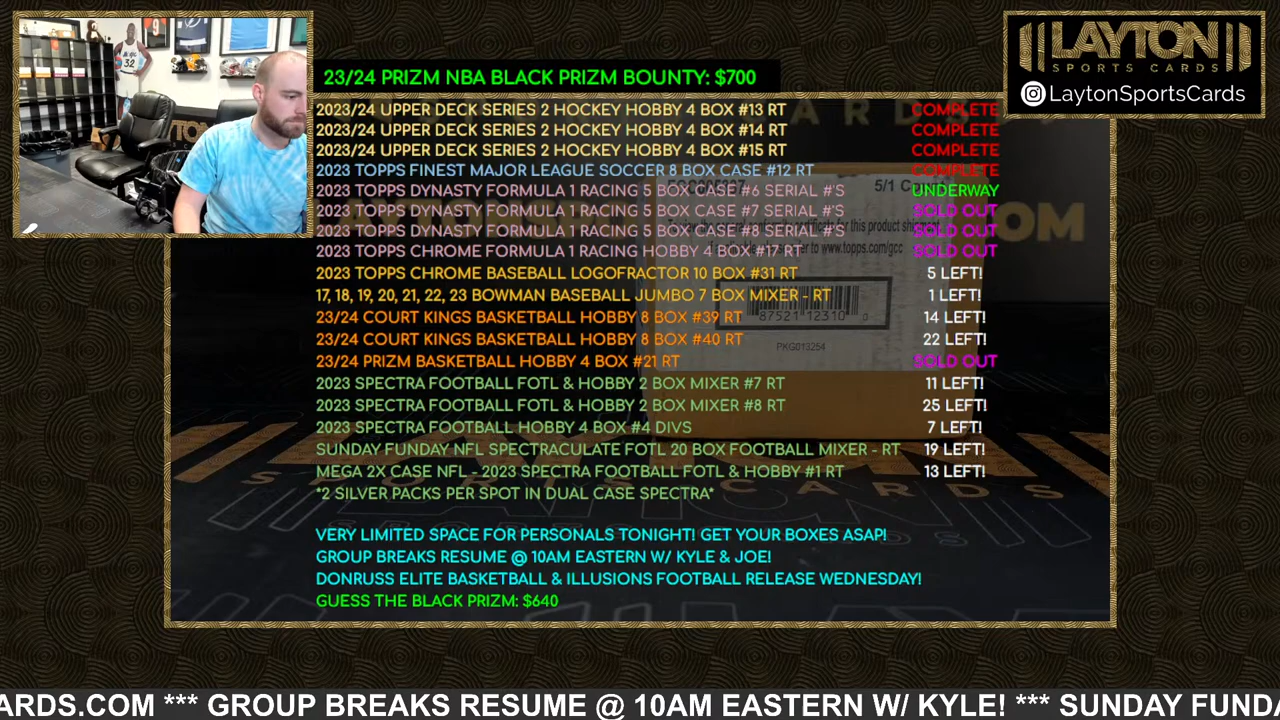 23/24 PRIZM NBA BLACK PRIZM BOUNTY: $700
LAYTON
SPORTS CARDS
LaytonSportsCards
32
2023/24 UPPER DECK SERIES 2 HOCKEY HOBBY 4 BOX #13 RT COMPLETE
2023/24 UPPER DECK SERIES 2 HOCKEY HOBBY 4 BOX #14 RT COMPLETE
2023/24 UPPER DECK SERIES 2 HOCKEY HOBBY 4 BOX #15 RT COMPLETE
2023 TOPPS FINEST MAJOR LEAGUE SOCCER 8 BOX CASE #12 RT COMPLETE
2023 TOPPS DYNASTY FORMULA 1 RACING 5 BOX CASE #6 SERIAL #'S UNDERWAY
2023 TOPPS DYNASTY FORMULA 1 RACING 5 BOX CASE #7 SERIAL #'S SOLD OUT
2023 TOPPS DYNASTY FORMULA 1 RACING 5 BOX CASE #8 SERIAL #'S SOLD OUT
2023 TOPPS CHROME FORMULA 1 RACING HOBBY 4 BOX #17 RT SOLD OUT
2023 TOPPS CHROME BASEBALL LOGOFRACTOR 10 BOX #31 RT 5 LEFT!
17, 18, 19, 20, 21, 22, 23 BOWMAN BASEBALL JUMBO 7 BOX MIXER - RT 1 LEFT!
23/24 COURT KINGS BASKETBALL HOBBY 8 BOX #39 RT 14 LEFT!
23/24 COURT KINGS BASKETBALL HOBBY 8 BOX #40 RT 22 LEFT!
23/24 PRIZM BASKETBALL HOBBY 4 BOX #21 RT SOLD OUT
2023 SPECTRA FOOTBALL FOTL & HOBBY 2 BOX MIXER #7 RT 11 LEFT!
2023 SPECTRA FOOTBALL FOTL & HOBBY 2 BOX MIXER #8 RT 25 LEFT!
2023 SPECTRA FOOTBALL HOBBY 4 BOX #4 DIVS 7 LEFT!
SUNDAY FUNDAY NFL SPECTRACULATE FOTL 20 BOX FOOTBALL MIXER - RT 19 LEFT!
MEGA 2X CASE NFL - 2023 SPECTRA FOOTBALL FOTL & HOBBY #1 RT 13 LEFT!
*2 SILVER PACKS PER SPOT IN DUAL CASE SPECTRA*
VERY LIMITED SPACE FOR PERSONALS TONIGHT! GET YOUR BOXES ASAP!
GROUP BREAKS RESUME @ 10AM EASTERN W/ KYLE & JOE!
DONRUSS ELITE BASKETBALL & ILLUSIONS FOOTBALL RELEASE WEDNESDAY!
GUESS THE BLACK PRIZM: $640
5/1
www.topps.com/gcc
87521 12310 0
PKG013254
ARDS.COM *** GROUP BREAKS RESUME @ 10AM EASTERN W/ KYLE! *** SUNDAY FUNDA